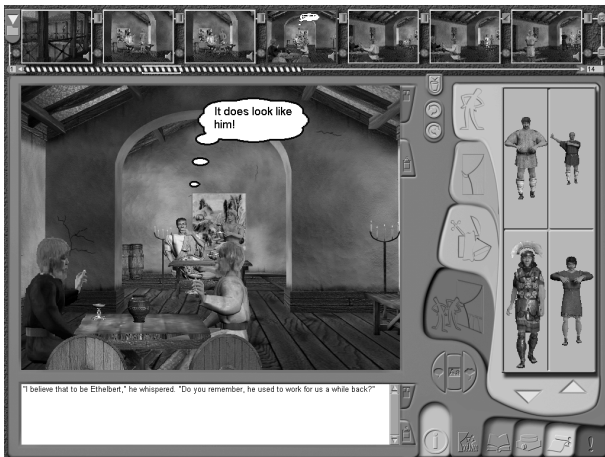 14
It does look like
him!
"I believe that to be Ethelbert," he whispered. "Do you remember, he used to work for us a while back?"